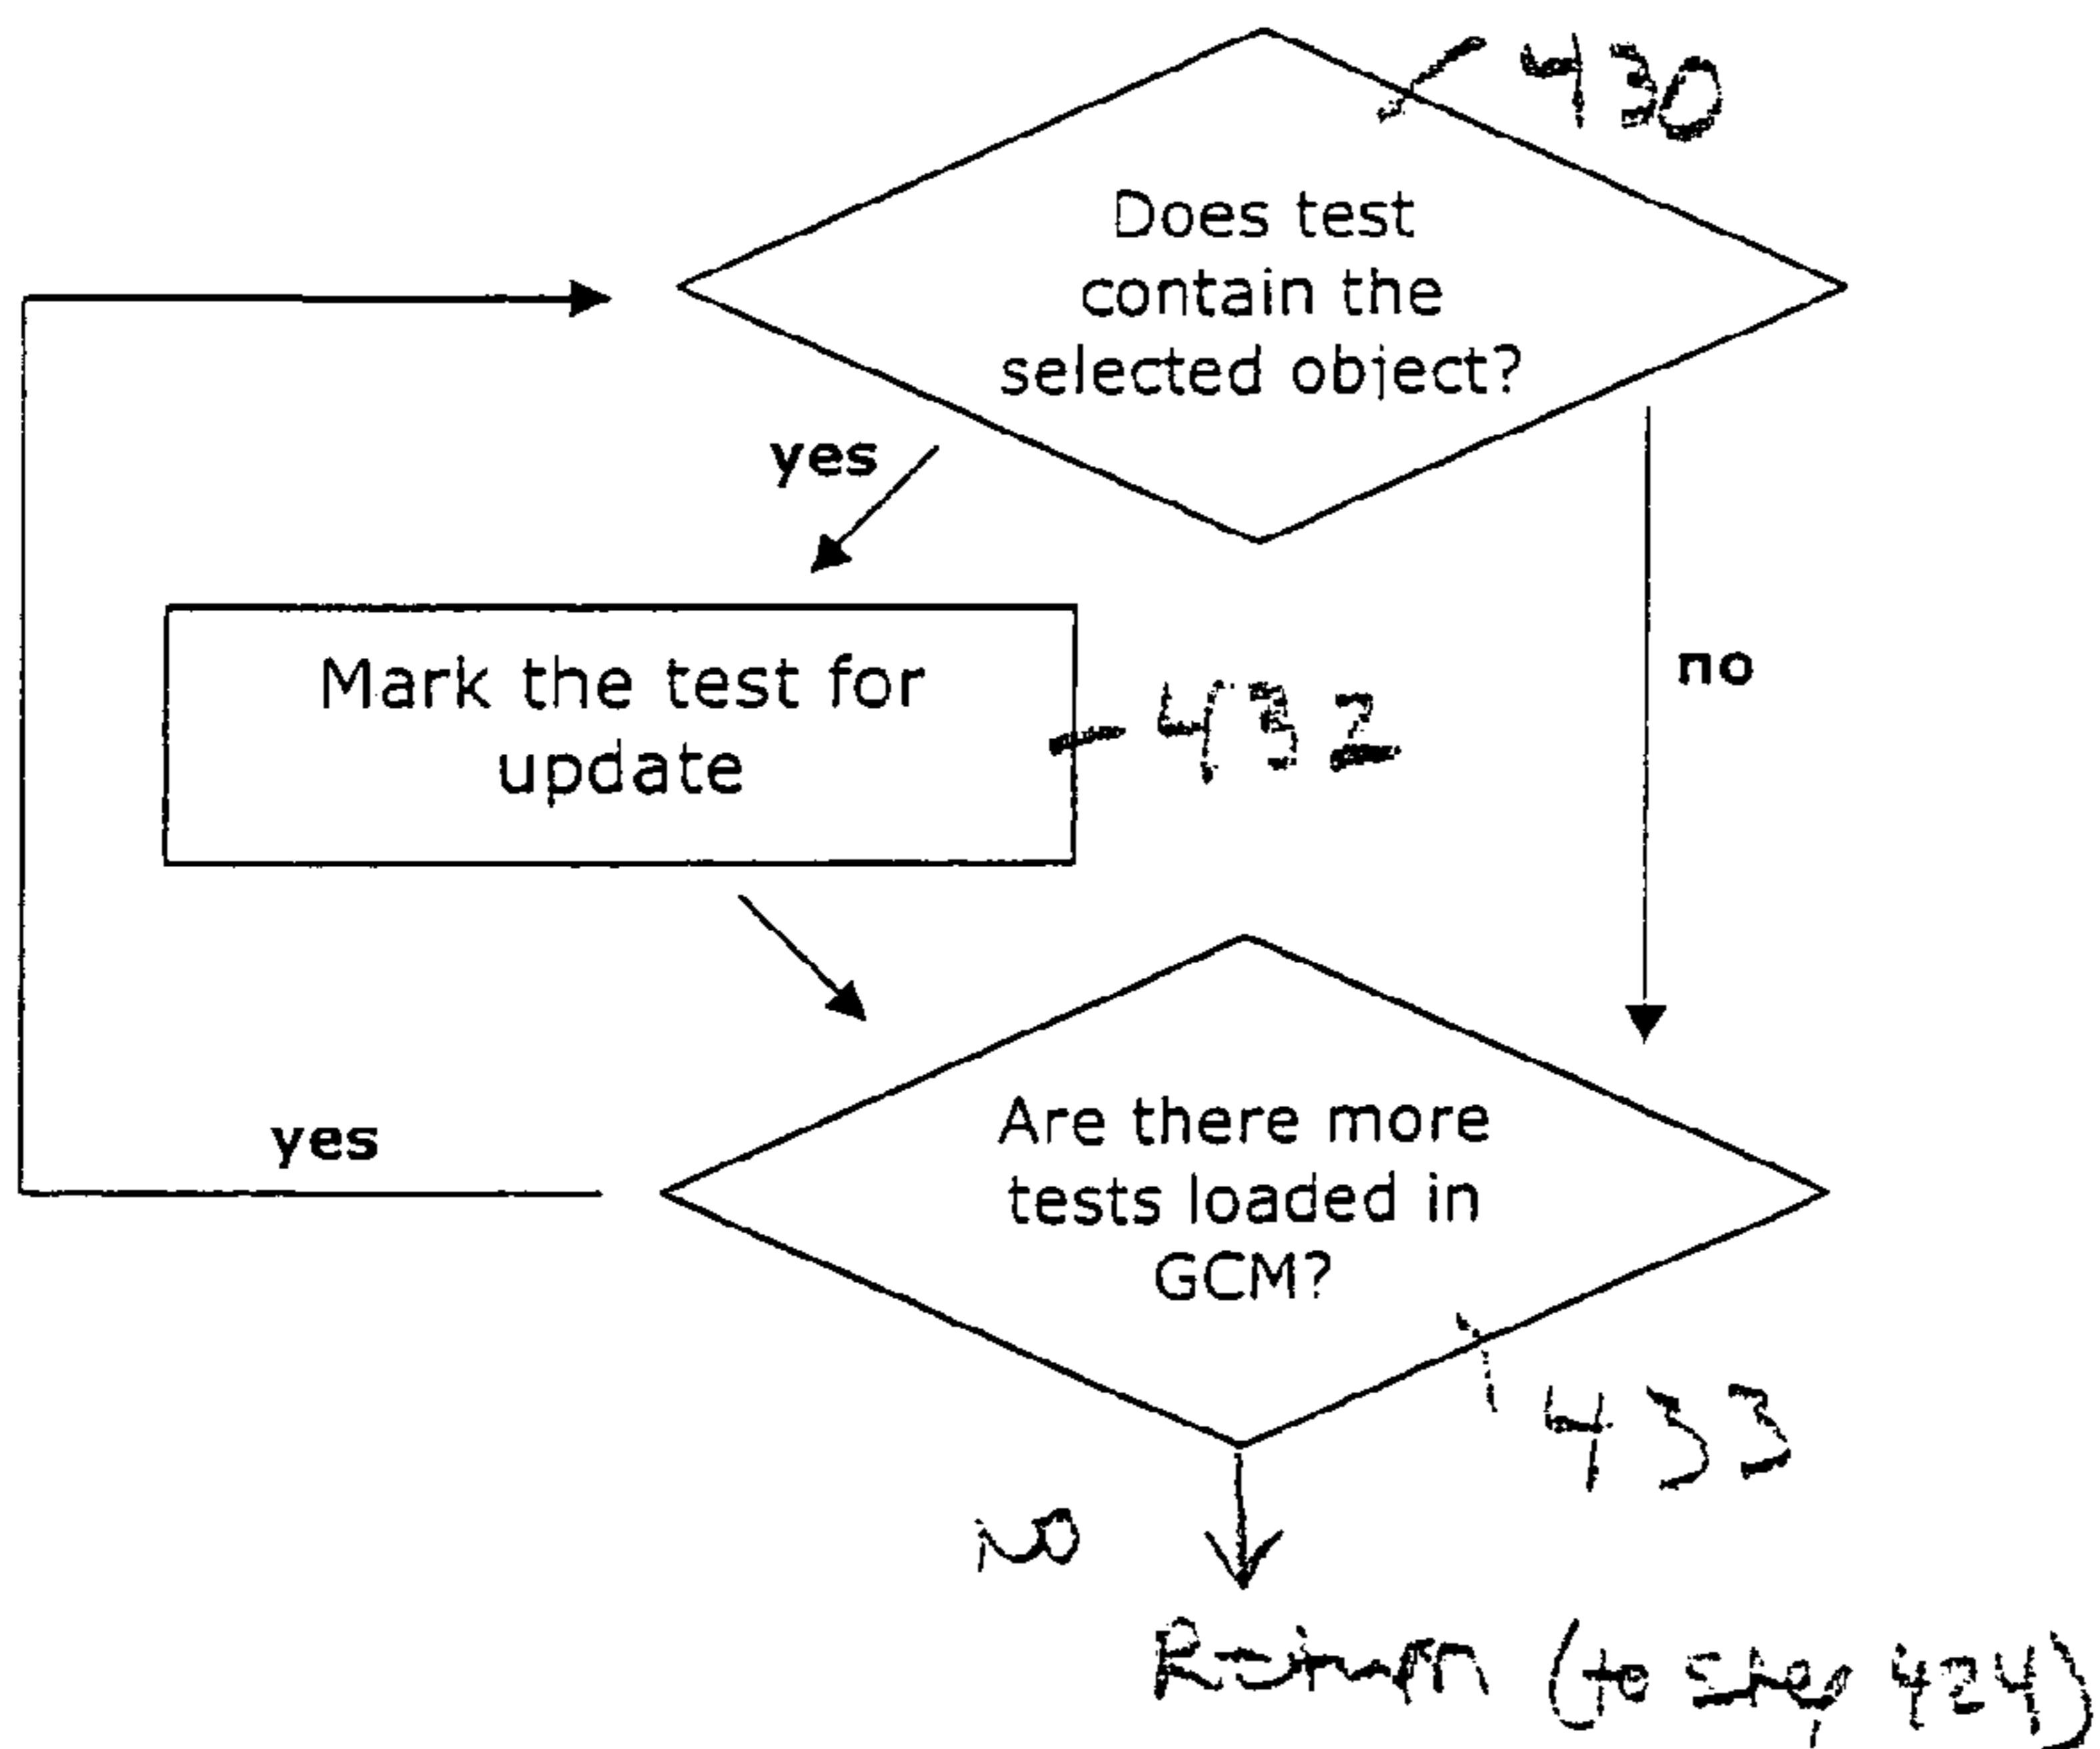 430
Does test
contain the
selected object?
yes
no
Mark the test for
update
432
Are there more
tests loaded in
GCM?
yes
433
NO
Return (to step 424)